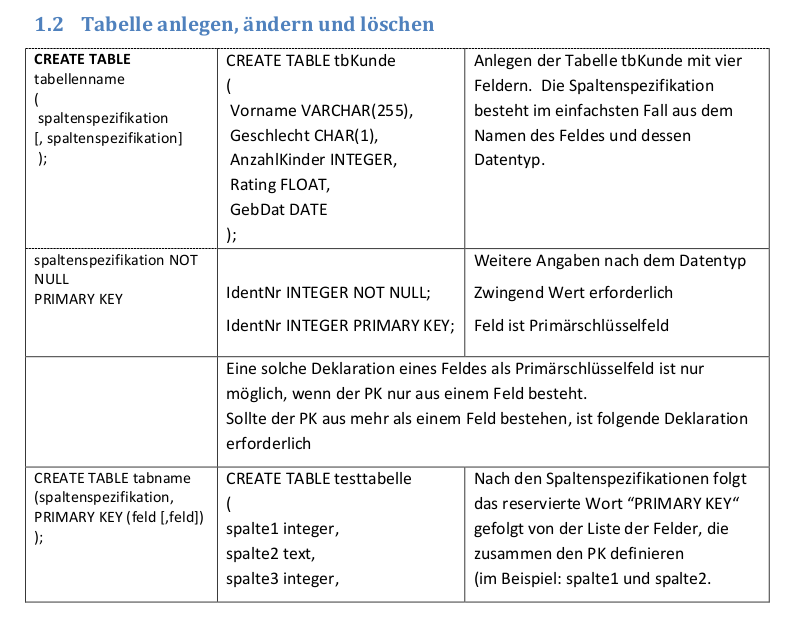 1.2 Tabelle anlegen, ändern und löschen
CREATE TABLE
tabellenname
(
spaltenspezifikation
[, spaltenspezifikation]
);
CREATE TABLE tbKunde
(
Vorname VARCHAR(255),
Geschlecht CHAR(1),
AnzahlKinder INTEGER,
Rating FLOAT,
GebDat DATE
);
Anlegen der Tabelle tbKunde mit vier
Feldern. Die Spaltenspezifikation
besteht im einfachsten Fall aus dem
Namen des Feldes und dessen
Datentyp.
spaltenspezifikation NOT
NULL
PRIMARY KEY
IdentNr INTEGER NOT NULL;
IdentNr INTEGER PRIMARY KEY;
Weitere Angaben nach dem Datentyp
Zwingend Wert erforderlich
Feld ist Primärschlüsselfeld
Eine solche Deklaration eines Feldes als Primärschlüsselfeld ist nur
möglich, wenn der PK nur aus einem Feld besteht.
Sollte der PK aus mehr als einem Feld bestehen, ist folgende Deklaration
erforderlich
CREATE TABLE tabname
(spaltenspezifikation,
PRIMARY KEY (feld [,feld])
);
CREATE TABLE testtabelle
(
spalte1 integer,
spalte2 text,
spalte3 integer,
Nach den Spaltenspezifikationen folgt
das reservierte Wort “PRIMARY KEY“
gefolgt von der Liste der Felder, die
zusammen den PK definieren
(im Beispiel: spalte1 und spalte2.